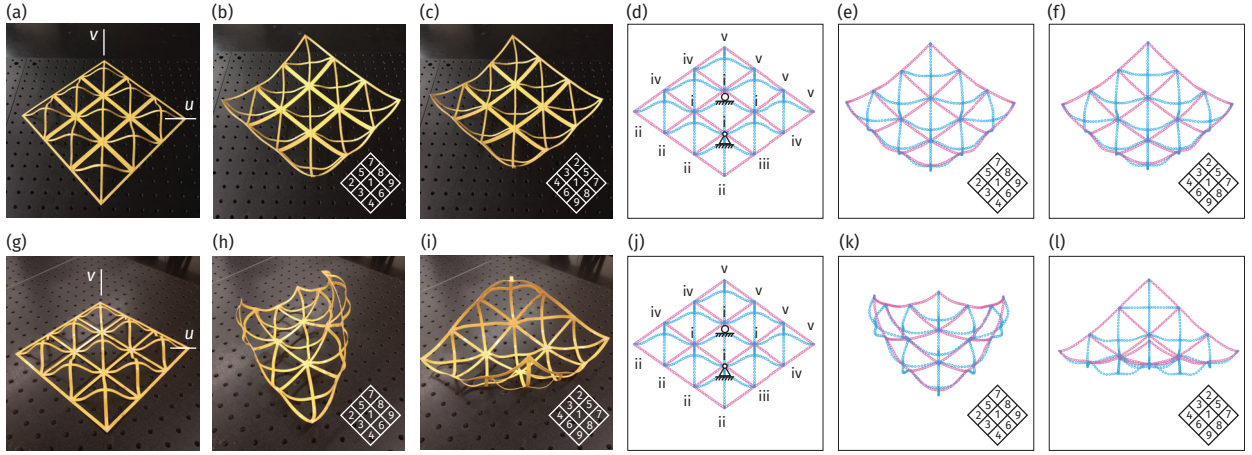 (a)
v
u
(b)
7
5 8
2 1 9
3 6
4
(c)
2
3 5
4 1 7
6 8
9
(d)
v
iv v
iv i v
i i v
i
ii iv
ii iii
ii
(e)
7
5 8
2 1 9
3 6
4
(f)
2
3 5
4 1 7
6 8
9
(g)
v
u
(h)
7
5 8
2 1 9
3 6
4
(i)
2
3 5
4 1 7
6 8
9
(j)
v
iv v
iv i v
i i v
i
ii iv
ii iii
ii
(k)
7
5 8
2 1 9
3 6
4
(l)
2
3 5
4 1 7
6 8
9